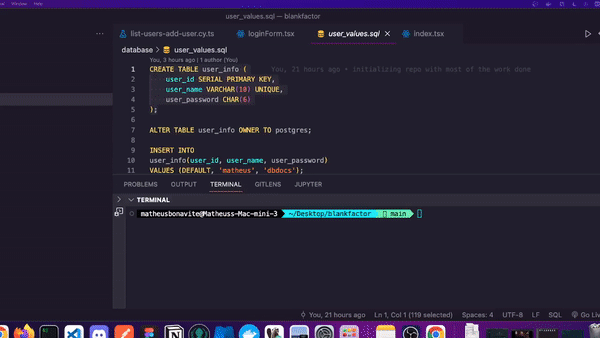 Window Help
user_values.sql — blankfactor
list-users-add-user.cy.ts loginForm.tsx user_values.sql index.tsx
database > user_values.sql
You, 3 hours ago | 1 author (You)
1 CREATE TABLE user_info ( You, 21 hours ago • initializing repo with most of the work done
2 user_id SERIAL PRIMARY KEY,
3 user_name VARCHAR(10) UNIQUE,
4 user_password CHAR(6)
5 );
6
7 ALTER TABLE user_info OWNER TO postgres;
8
9 INSERT INTO
10 user_info(user_id, user_name, user_password)
11 VALUES (DEFAULT, 'matheus', 'dbdocs');
PROBLEMS OUTPUT TERMINAL GITLENS JUPYTER
TERMINAL
matheusbonavite@Matheuss-Mac-mini-3 ~/Desktop/blankfactor main
You, 21 hours ago Ln 1, Col 1 (119 selected) Spaces: 4 UTF-8 LF SQL Go Live